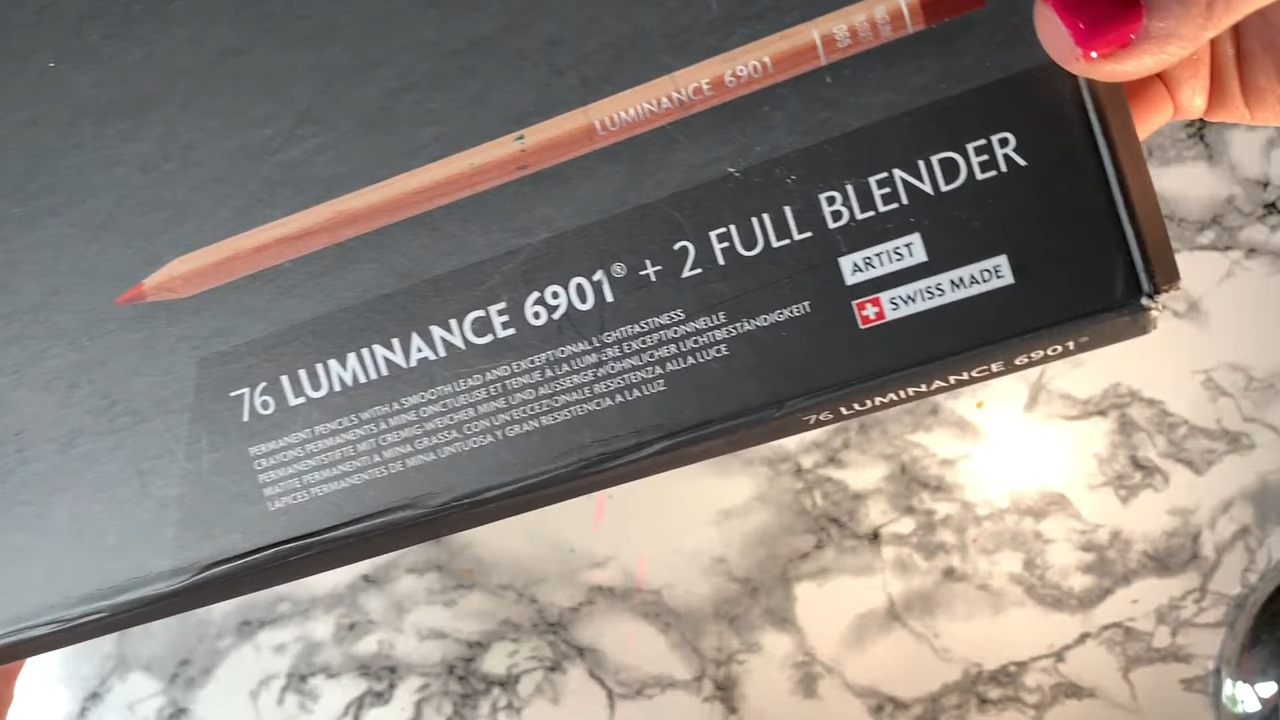 LUMINANCE 6901
76 LUMINANCE 6901® + 2 FULL BLENDER
ARTIST
SWISS MADE
PERMANENT PENCILS WITH A SMOOTH LEAD AND EXCEPTIONAL LIGHTFASTNESS
CRAYONS PERMANENTS À MINE ONCTUEUSE ET TENUE À LA LUMIÈRE EXCEPTIONNELLE
PERMANENTSTIFTE MIT CREMIG-WEICHER MINE UND AUSSERGEWÖHNLICHER LICHTBESTÄNDIGKEIT
MATITE PERMANENTI A MINA GRASSA, CON UN'ECCEZIONALE RESISTENZA ALLA LUCE
LÁPICES PERMANENTES DE MINA UNTUOSA Y GRAN RESISTENCIA A LA LUZ
76 LUMINANCE 6901®